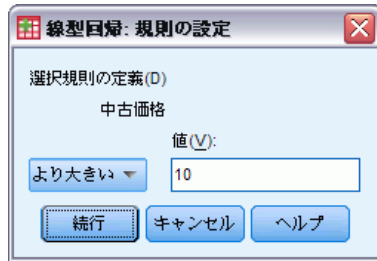 線型回帰: 規則の設定
選択規則の定義(D)
中古価格
値(V):
より大きい 10
続行 キャンセル ヘルプ